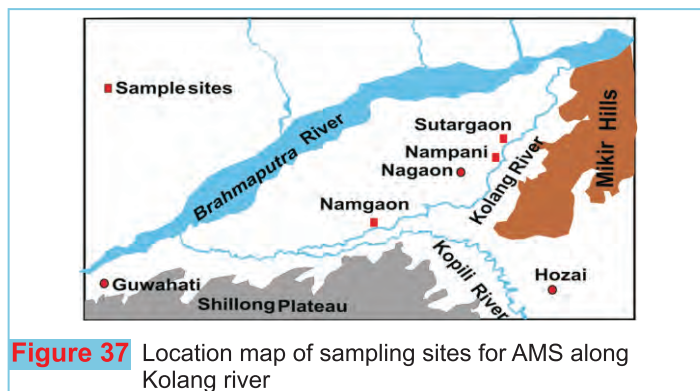 Sample sites
Brahmaputra River
Sutargaon
Nampani
Nagaon
Kolang River
Mikir Hills
Namgaon
Kopili River
Guwahati
Hozai
Shillong Plateau
Figure 37 Location map of sampling sites for AMS along
Kolang river